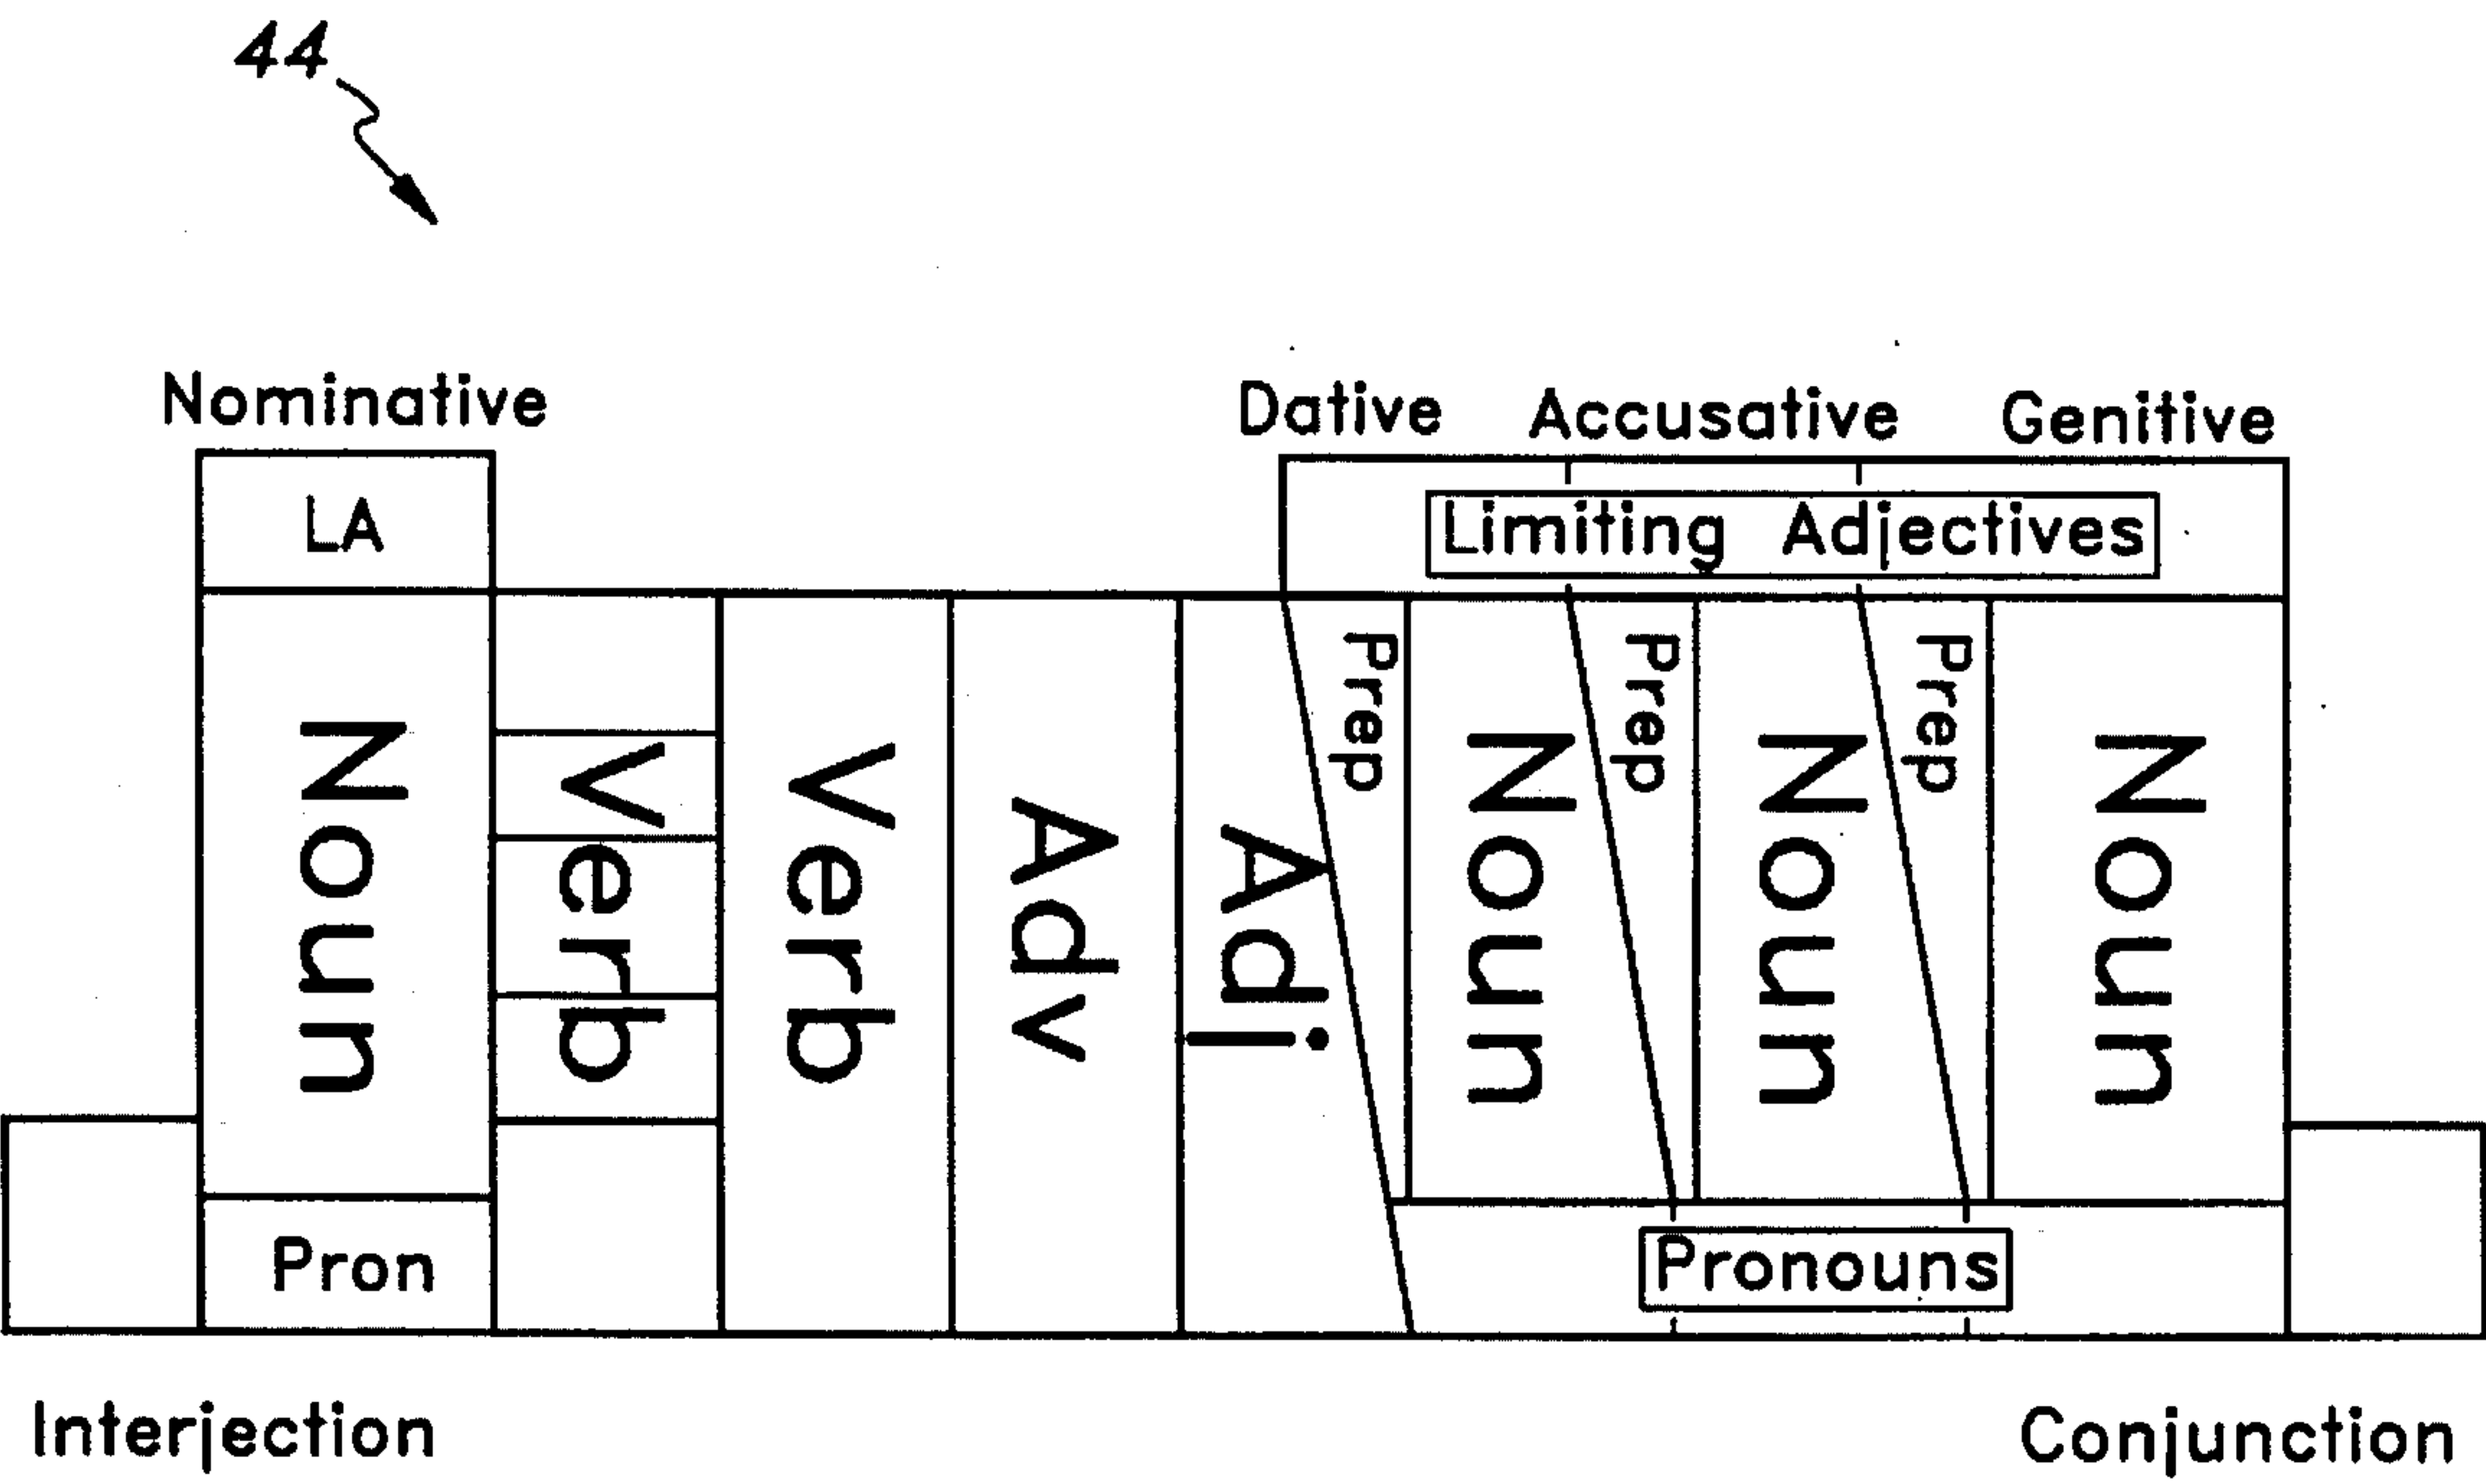 44
Nominative
Dative
Accusative
Genitive
LA
Limiting Adjectives
Noun
Verb
Verb
Adv
Adj
Prep
Noun
Prep
Noun
Prep
Noun
Pron
Pronouns
Interjection
Conjunction